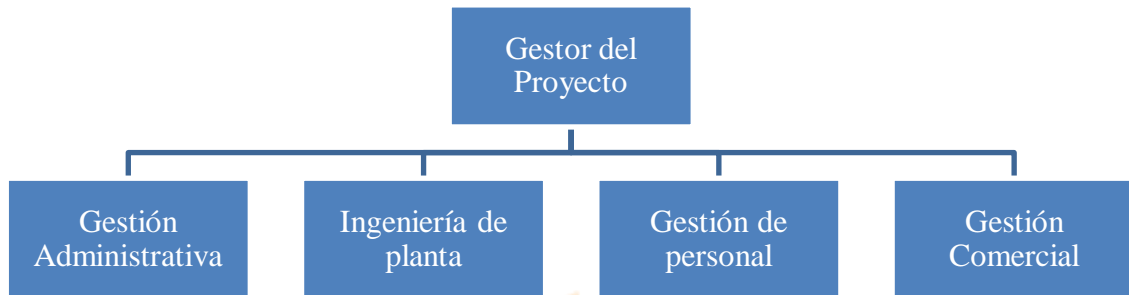 Gestor del
Proyecto
Gestión
Administrativa
Ingeniería de
planta
Gestión de
personal
Gestión
Comercial